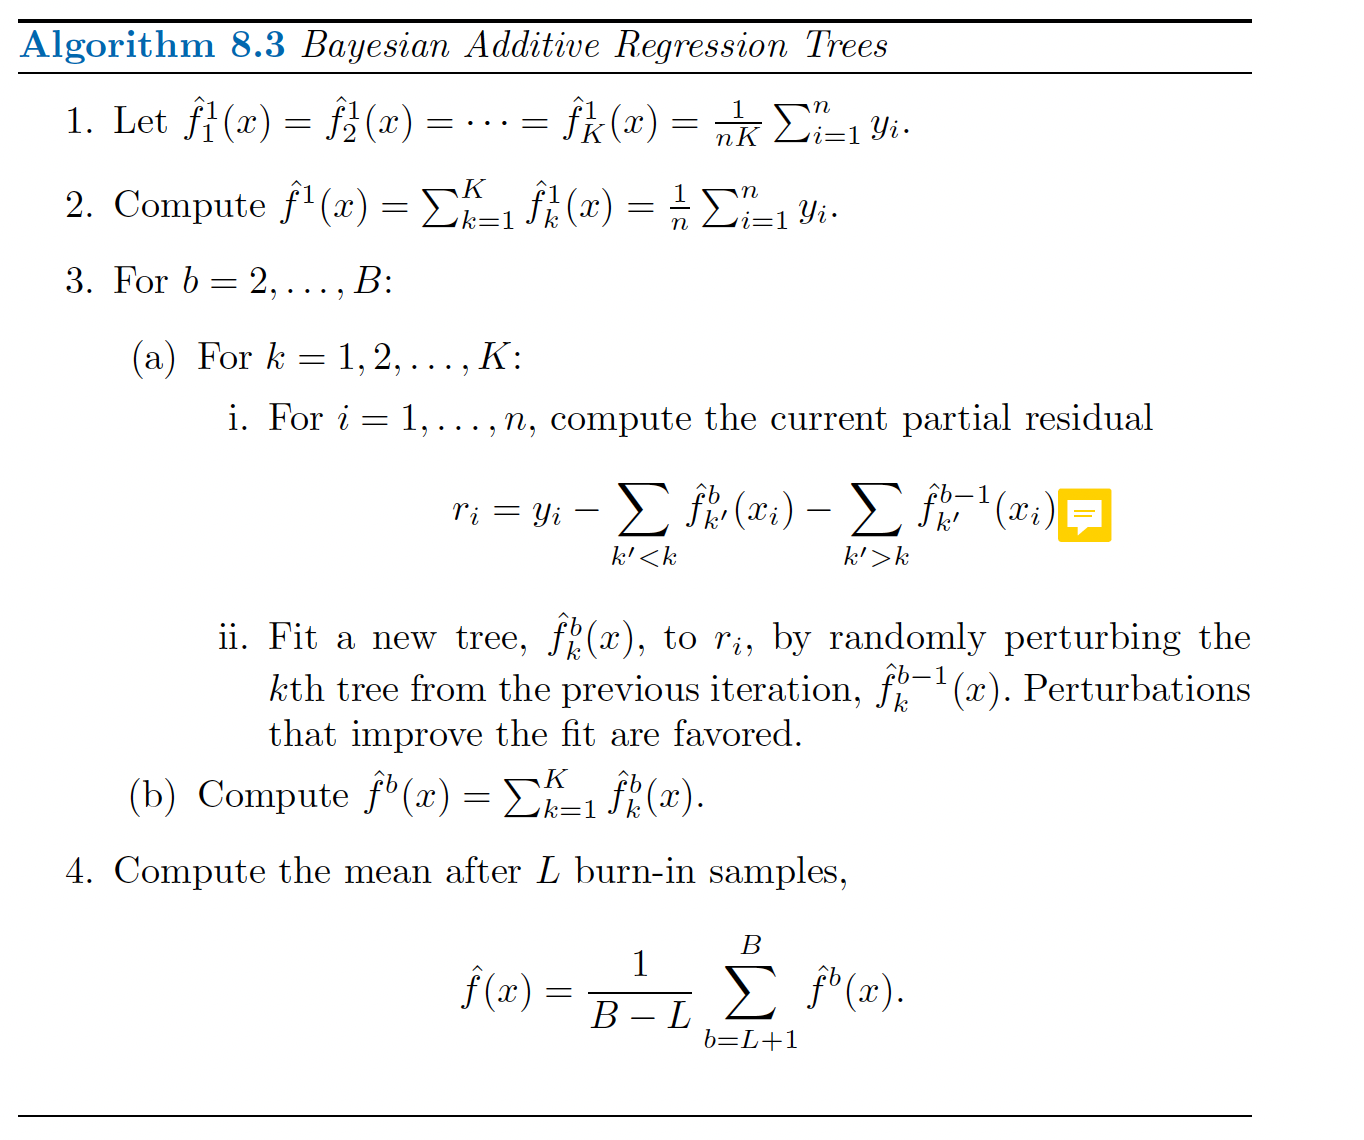 Algorithm 8.3 Bayesian Additive Regression Trees
1. Let $\hat{f}_1^1(x) = \hat{f}_2^1(x) = \cdots = \hat{f}_K^1(x) = \frac{1}{nK} \sum_{i=1}^n y_i$.
2. Compute $\hat{f}^1(x) = \sum_{k=1}^K \hat{f}_k^1(x) = \frac{1}{n} \sum_{i=1}^n y_i$.
3. For $b = 2, \ldots, B$:
(a) For $k = 1, 2, \ldots, K$:
i. For $i = 1, \ldots, n$, compute the current partial residual
$r_i = y_i - \sum_{k'<k} \hat{f}_{k'}^b(x_i) - \sum_{k'>k} \hat{f}_{k'}^{b-1}(x_i)$
ii. Fit a new tree, $\hat{f}_k^b(x)$, to $r_i$, by randomly perturbing the
$k$th tree from the previous iteration, $\hat{f}_k^{b-1}(x)$. Perturbations
that improve the fit are favored.
(b) Compute $\hat{f}^b(x) = \sum_{k=1}^K \hat{f}_k^b(x)$.
4. Compute the mean after $L$ burn-in samples,
$\hat{f}(x) = \frac{1}{B - L} \sum_{b=L+1}^B \hat{f}^b(x)$.